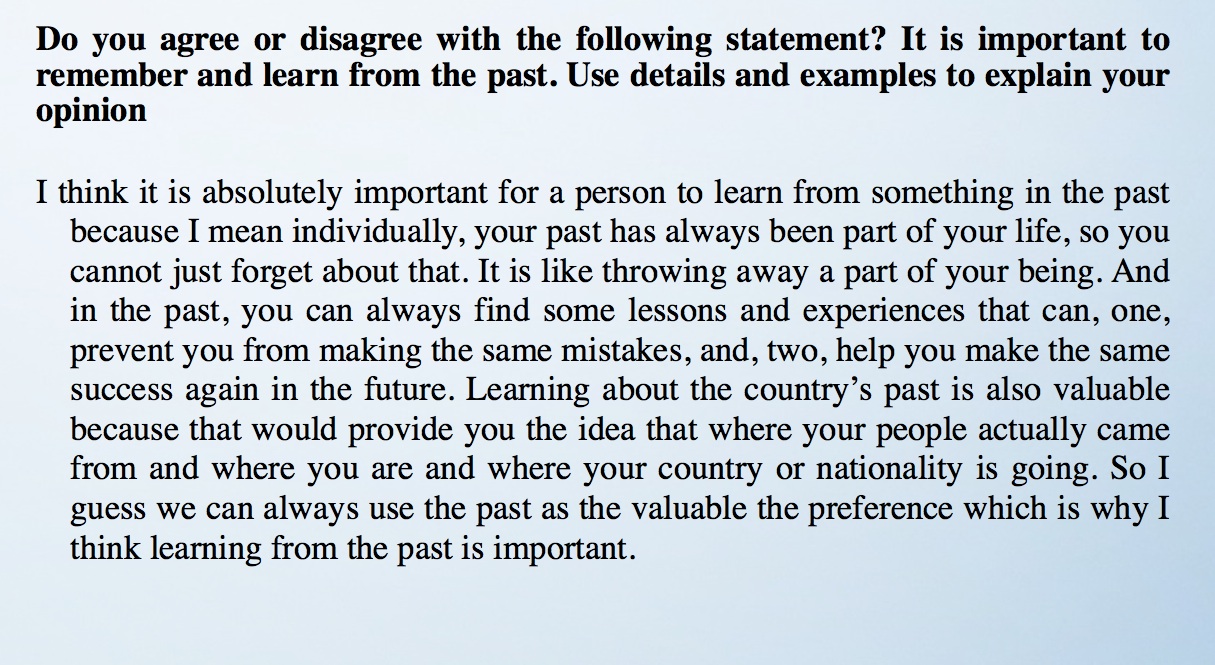 Do you agree or disagree with the following statement? It is important to
remember and learn from the past. Use details and examples to explain your
opinion
I think it is absolutely important for a person to learn from something in the past
because I mean individually, your past has always been part of your life, so you
cannot just forget about that. It is like throwing away a part of your being. And
in the past, you can always find some lessons and experiences that can, one,
prevent you from making the same mistakes, and, two, help you make the same
success again in the future. Learning about the country’s past is also valuable
because that would provide you the idea that where your people actually came
from and where you are and where your country or nationality is going. So I
guess we can always use the past as the valuable the preference which is why I
think learning from the past is important.